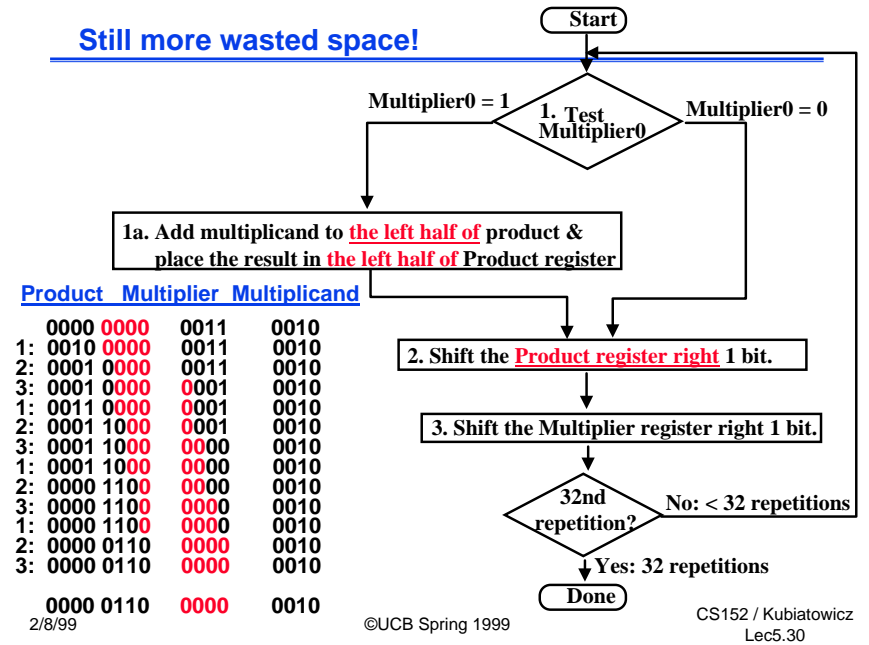 Still more wasted space!
Start
Multiplier0 = 1
1. Test
Multiplier0
Multiplier0 = 0
1a. Add multiplicand to the left half of product &
place the result in the left half of Product register
2. Shift the Product register right 1 bit.
3. Shift the Multiplier register right 1 bit.
32nd
repetition?
No: < 32 repetitions
Yes: 32 repetitions
Done
Product Multiplier Multiplicand
0000 0000 0011 0010
1: 0010 0000 0011 0010
2: 0001 0000 0011 0010
3: 0001 0000 0001 0010
1: 0011 0000 0001 0010
2: 0001 1000 0001 0010
3: 0001 1000 0000 0010
1: 0001 1000 0000 0010
2: 0000 1100 0000 0010
3: 0000 1100 0000 0010
1: 0000 1100 0000 0010
2: 0000 0110 0000 0010
3: 0000 0110 0000 0010
0000 0110 0000 0010
2/8/99
©UCB Spring 1999
CS152 / Kubiatowicz
Lec5.30